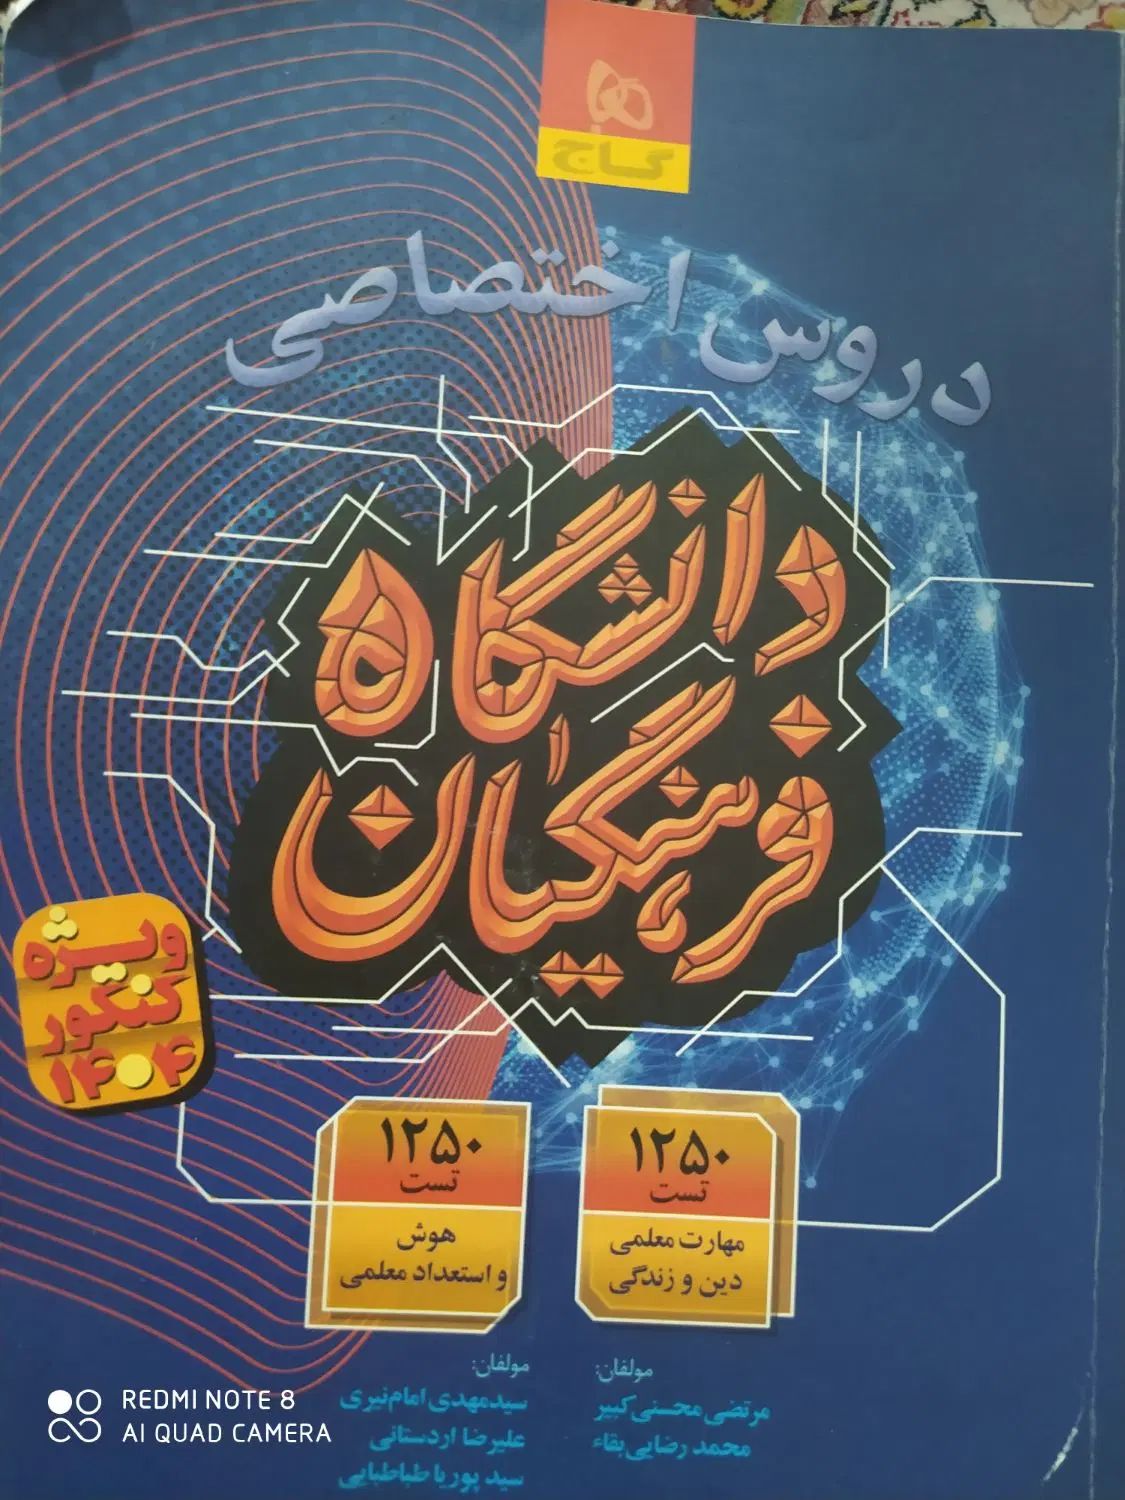 گاج
دروس اختصاصی
دانشگاه
فرهنگیان
ویژه
کنکور
۱۴۰۴
۱۲۵۰
تست
مهارت معلمی
دین و زندگی
۱۲۵۰
تست
هوش
و استعداد معلمی
مولفان:
مرتضی محسنی‌کبیر
محمد رضایی‌بقاء
مولفان:
سیدمهدی امام‌نیری
علیرضا اردستانی
سید پوریا طباطبایی
REDMI NOTE 8
AI QUAD CAMERA